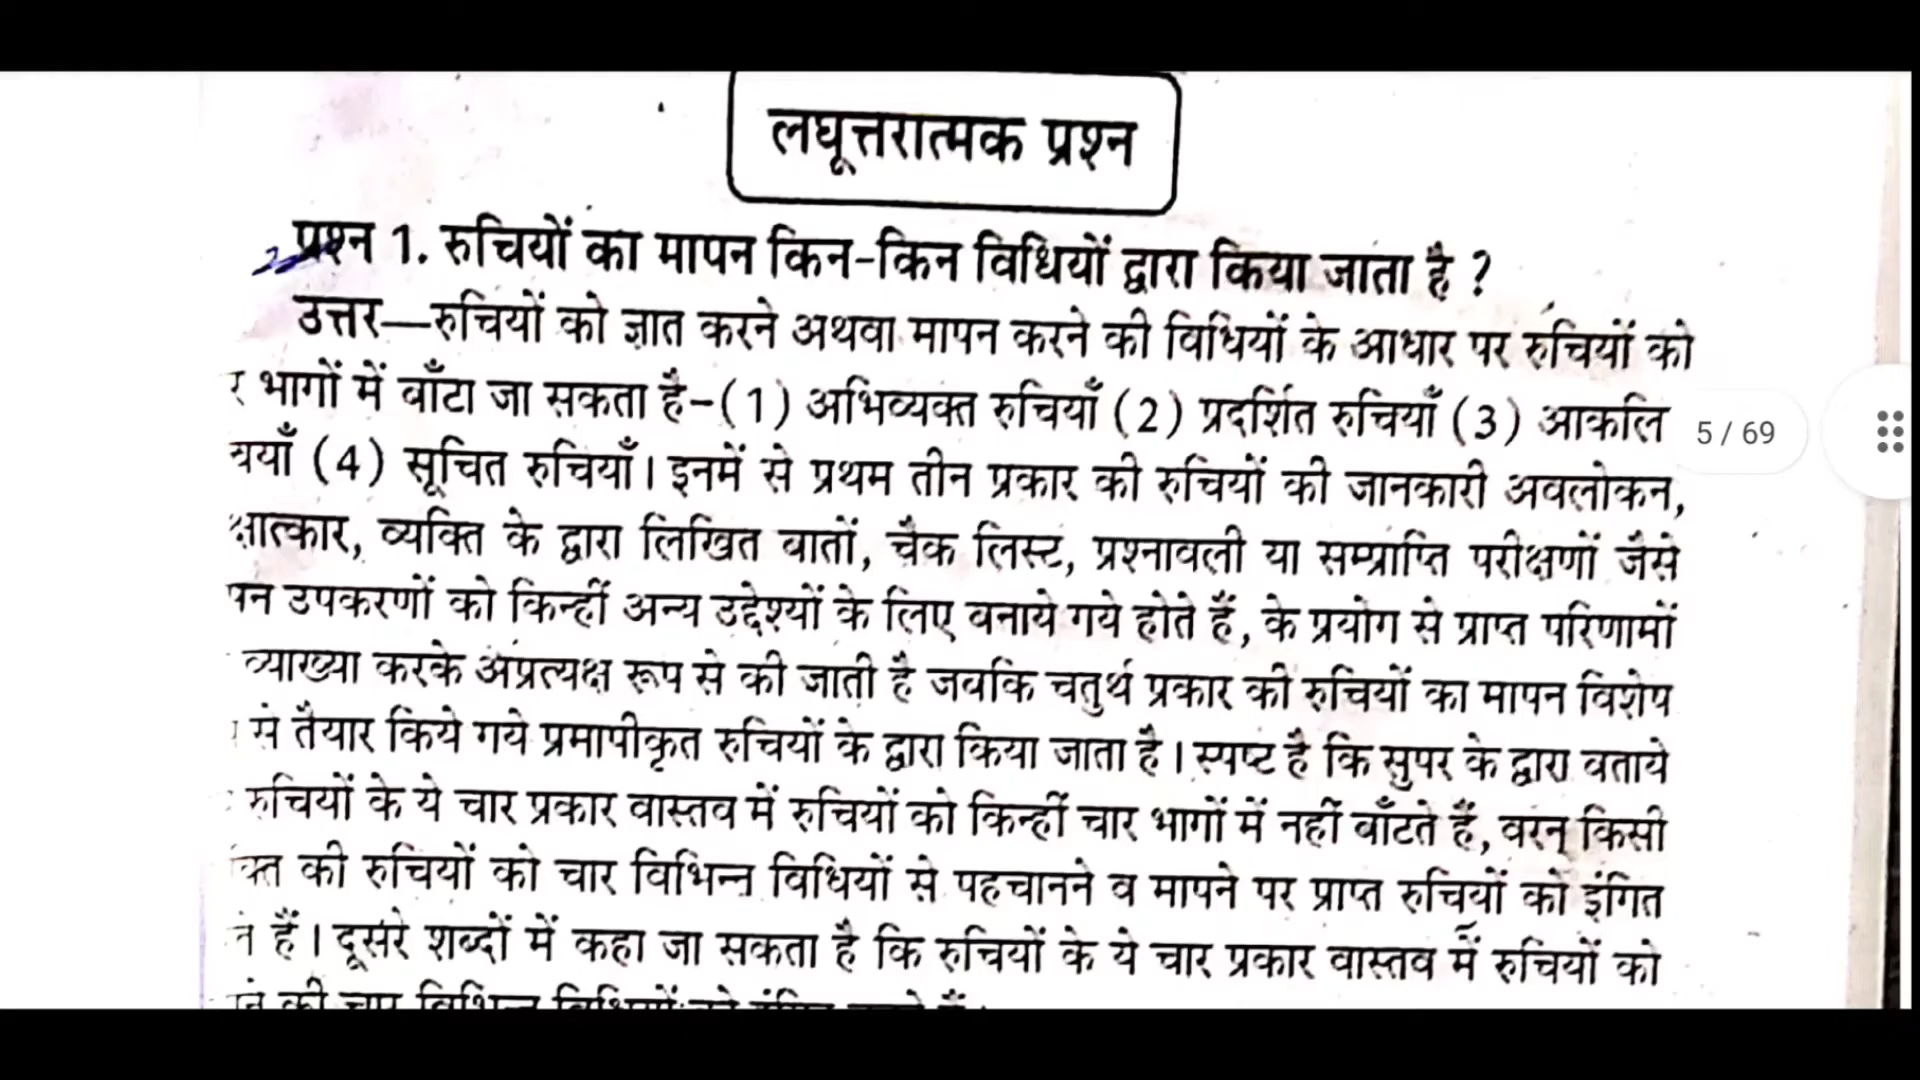 लघूत्तरात्मक प्रश्न
प्रश्न 1. रुचियों का मापन किन-किन विधियों द्वारा किया जाता है ?
उत्तर—रुचियों को ज्ञात करने अथवा मापन करने की विधियों के आधार पर रुचियों को
र भागों में बाँटा जा सकता है-(1) अभिव्यक्त रुचियाँ (2) प्रदर्शित रुचियाँ (3) आकलि
5 / 69
(4) सूचित रुचियाँ। इनमें से प्रथम तीन प्रकार की रुचियों की जानकारी अवलोकन,
क्षात्कार, व्यक्ति के द्वारा लिखित बातों, चैक लिस्ट, प्रश्नावली या सम्प्राप्ति परीक्षणों जैसे
पन उपकरणों को किन्हीं अन्य उद्देश्यों के लिए बनाये गये होते हैं, के प्रयोग से प्राप्त परिणामों
व्याख्या करके अप्रत्यक्ष रूप से की जाती है जबकि चतुर्थ प्रकार की रुचियों का मापन विशेष
से तैयार किये गये प्रमापीकृत रुचियों के द्वारा किया जाता है। स्पष्ट है कि सुपर के द्वारा बताये
रुचियों के ये चार प्रकार वास्तव में रुचियों को किन्हीं चार भागों में नहीं बाँटते हैं, वरन् किसी
क्त की रुचियों को चार विभिन्न विधियों से पहचानने व मापने पर प्राप्त रुचियों को इंगित
हैं। दूसरे शब्दों में कहा जा सकता है कि रुचियों के ये चार प्रकार वास्तव में रुचियों को